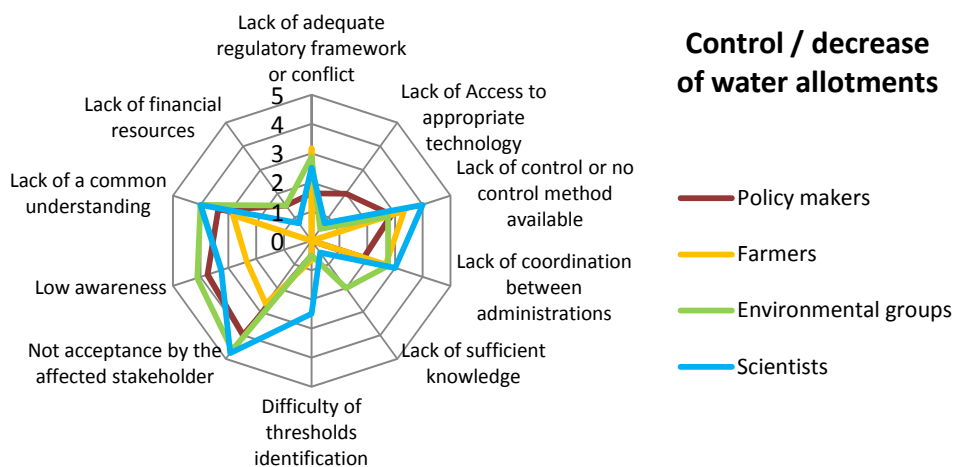 Lack of adequate
regulatory framework
or conflict
Control / decrease
of water allotments
5
4
3
2
1
0
Lack of Access to
appropriate
technology
Lack of control or no
control method
available
Lack of coordination
between
administrations
Lack of sufficient
knowledge
Difficulty of
thresholds
identification
Not acceptance by the
affected stakeholder
Low awareness
Lack of a common
understanding
Lack of financial
resources
Policy makers
Farmers
Environmental groups
Scientists